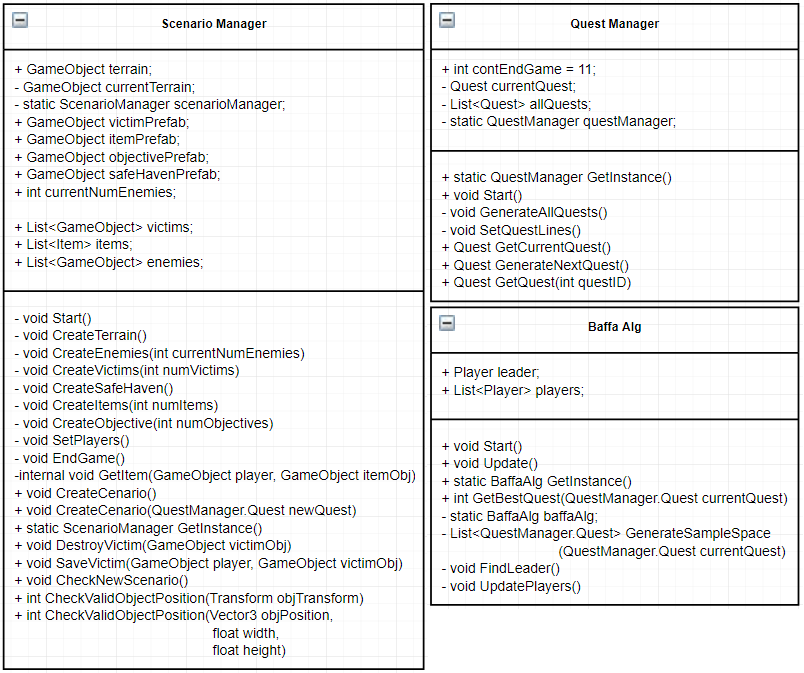 Scenario Manager
+ GameObject terrain;
- GameObject currentTerrain;
- static ScenarioManager scenarioManager;
+ GameObject victimPrefab;
+ GameObject itemPrefab;
+ GameObject objectivePrefab;
+ GameObject safeHavenPrefab;
+ int currentNumEnemies;
+ List<GameObject> victims;
+ List<Item> items;
+ List<GameObject> enemies;
- void Start()
- void CreateTerrain()
- void CreateEnemies(int currentNumEnemies)
- void CreateVictims(int numVictims)
- void CreateSafeHaven()
- void CreateItems(int numItems)
- void CreateObjective(int numObjectives)
- void SetPlayers()
- void EndGame()
-internal void GetItem(GameObject player, GameObject itemObj)
+ void CreateCenario()
+ void CreateCenario(QuestManager.Quest newQuest)
+ static ScenarioManager GetInstance()
+ void DestroyVictim(GameObject victimObj)
+ void SaveVictim(GameObject player, GameObject victimObj)
+ void CheckNewScenario()
+ int CheckValidObjectPosition(Transform objTransform)
+ int CheckValidObjectPosition(Vector3 objPosition,
float width,
float height)
Quest Manager
+ int contEndGame = 11;
- Quest currentQuest;
- List<Quest> allQuests;
- static QuestManager questManager;
+ static QuestManager GetInstance()
+ void Start()
- void GenerateAllQuests()
- void SetQuestLines()
+ Quest GetCurrentQuest()
+ Quest GenerateNextQuest()
+ Quest GetQuest(int questID)
Baffa Alg
+ Player leader;
+ List<Player> players;
+ void Start()
+ void Update()
+ static BaffaAlg GetInstance()
+ int GetBestQuest(QuestManager.Quest currentQuest)
- static BaffaAlg baffaAlg;
- List<QuestManager.Quest> GenerateSampleSpace
(QuestManager.Quest currentQuest)
- void FindLeader()
- void UpdatePlayers()